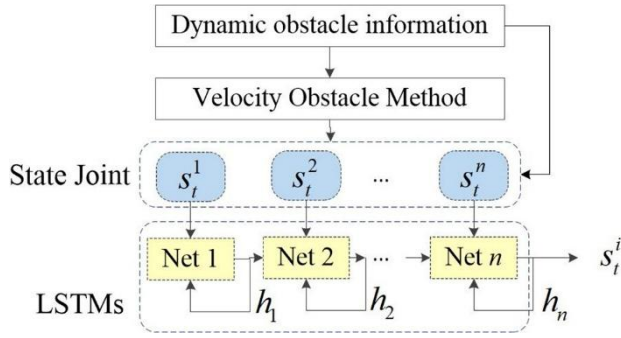 Dynamic obstacle information
Velocity Obstacle Method
State Joint s_t^1 s_t^2 ... s_t^n
Net 1 Net 2 ... Net n s_t^i
LSTMs h_1 h_2 h_n